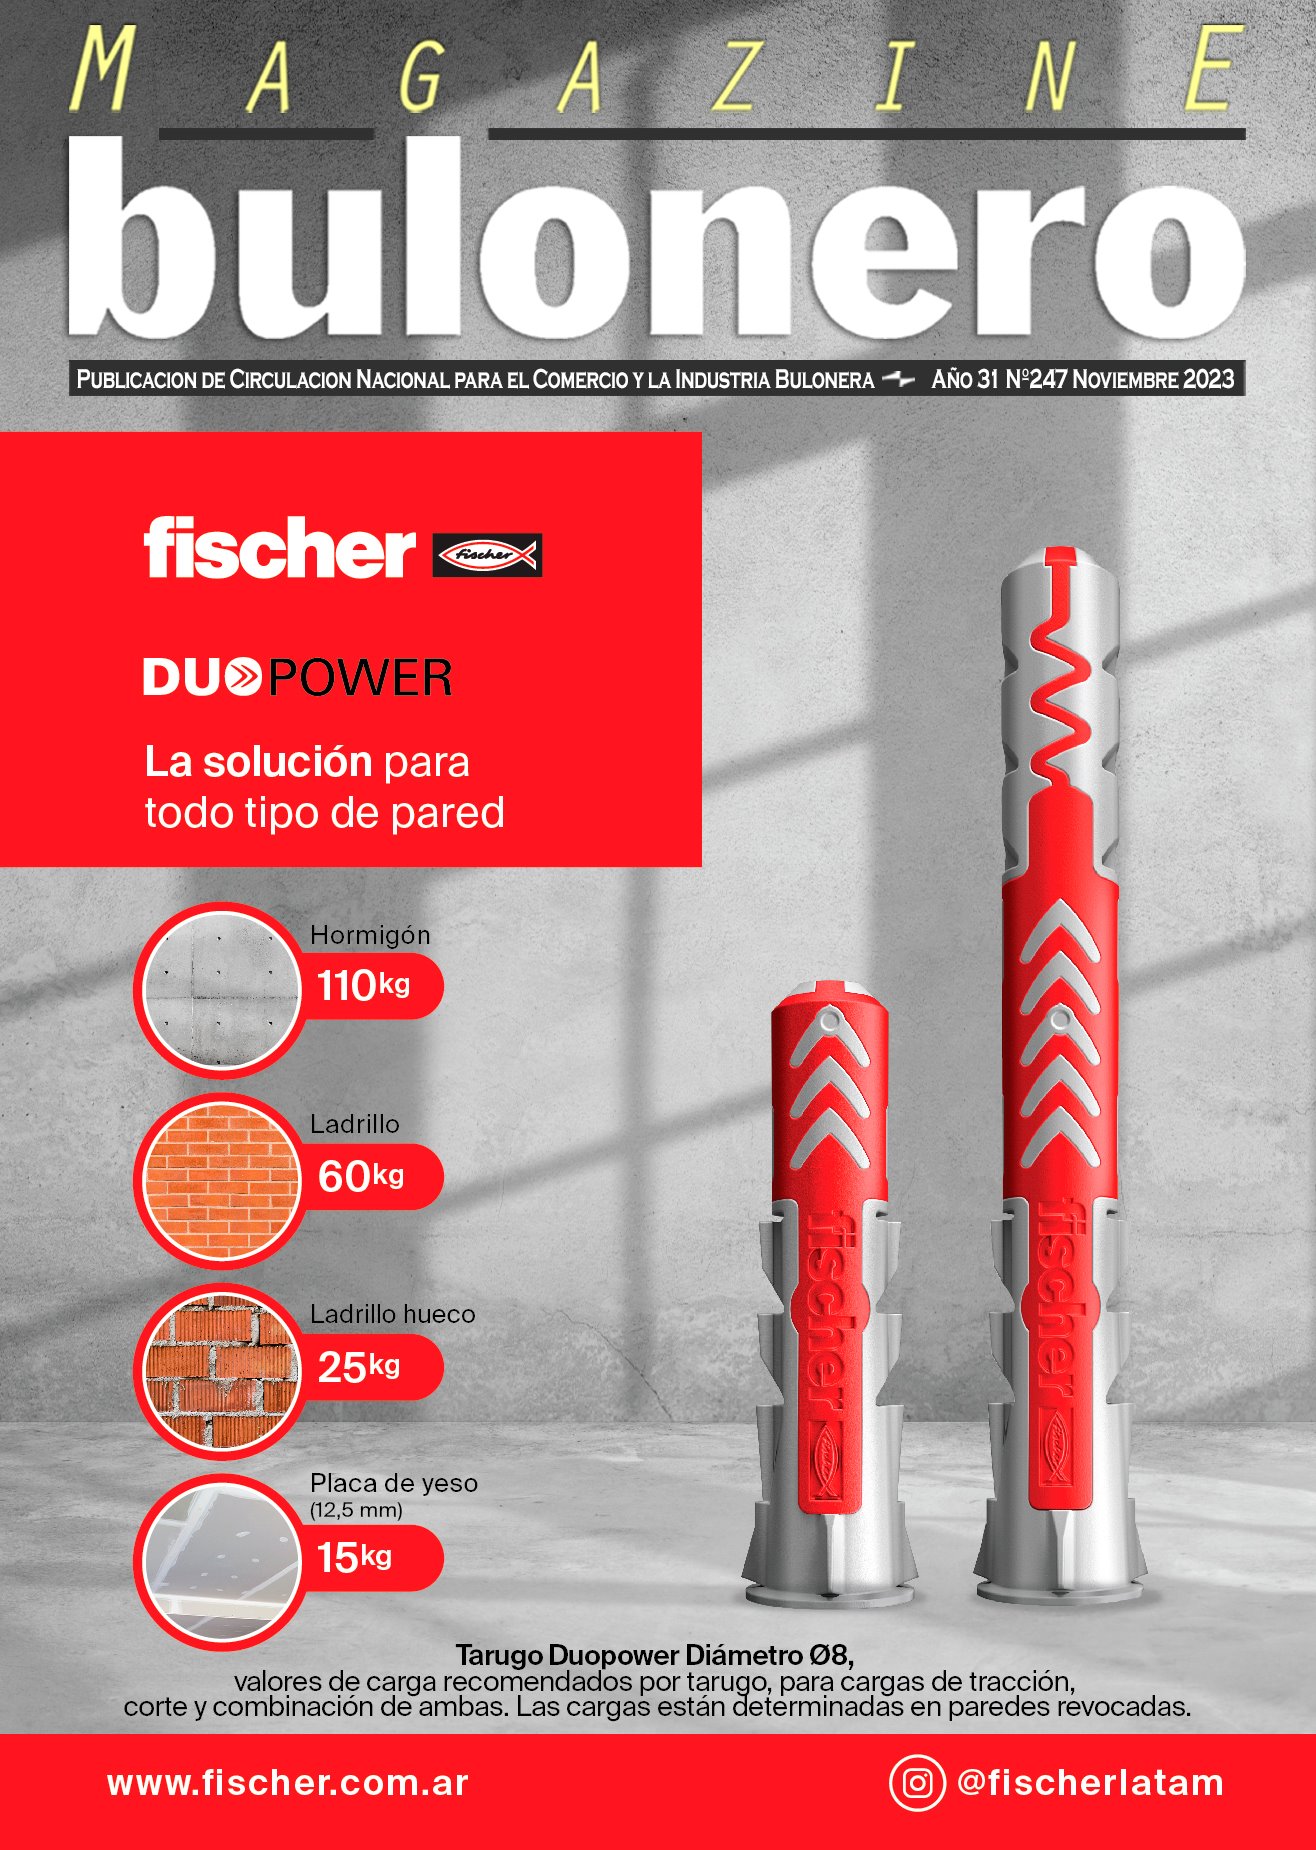 MAGAZINE
bulonero
PUBLICACION DE CIRCULACION NACIONAL PARA EL COMERCIO Y LA INDUSTRIA BULONERA AÑO 31 Nº247 NOVIEMBRE 2023
fischer fischer
DUOPOWER
La solución para
todo tipo de pared
Hormigón
110kg
Ladrillo
60kg
Ladrillo hueco
25kg
Placa de yeso
(12,5 mm)
15kg
fischer fischer
fischer fischer
Tarugo Duopower Diámetro Ø8,
valores de carga recomendados por tarugo, para cargas de tracción,
corte y combinación de ambas. Las cargas están determinadas en paredes revocadas.
www.fischer.com.ar
@fischerlatam